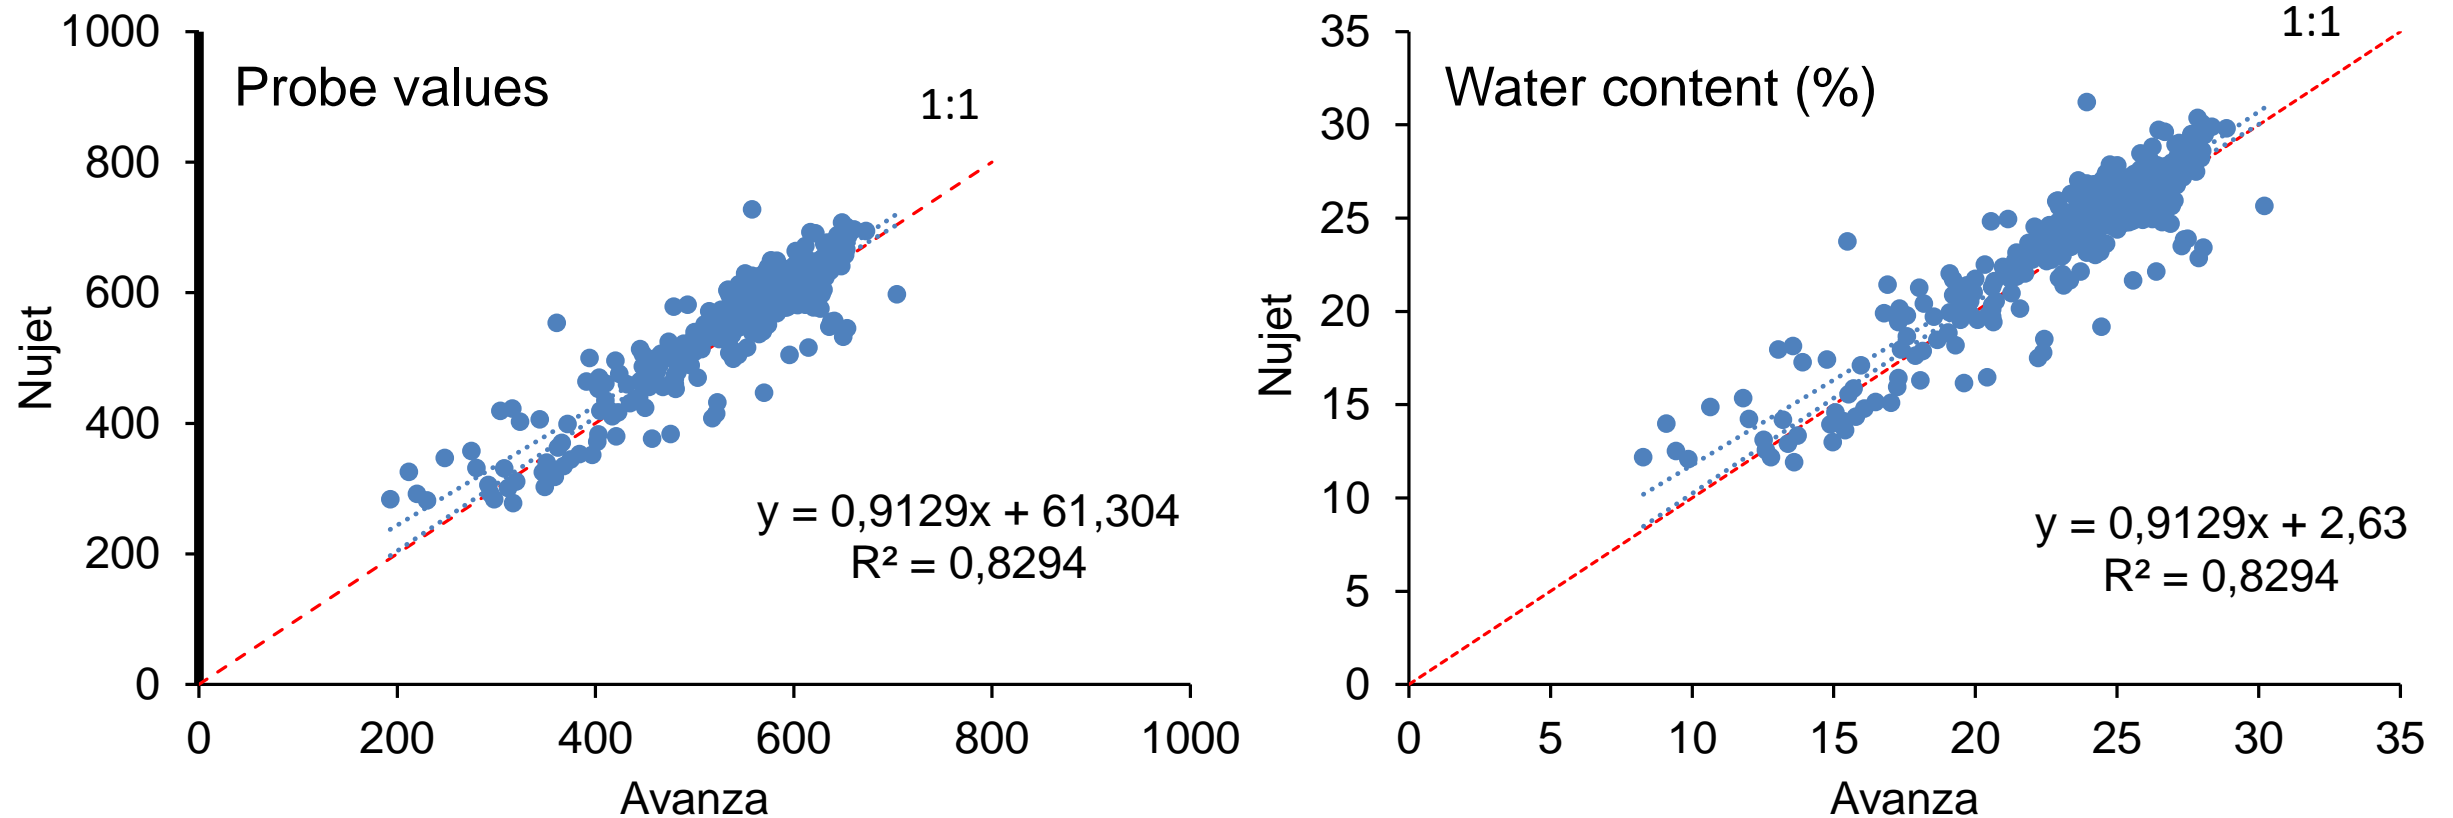 Probe values
1:1
1000
800
600
400
200
0
Nujet
y = 0,9129x + 61,304
R² = 0,8294
0 200 400 600 800 1000
Avanza
Water content (%)
1:1
35
30
25
20
15
10
5
0
Nujet
y = 0,9129x + 2,63
R² = 0,8294
0 5 10 15 20 25 30 35
Avanza